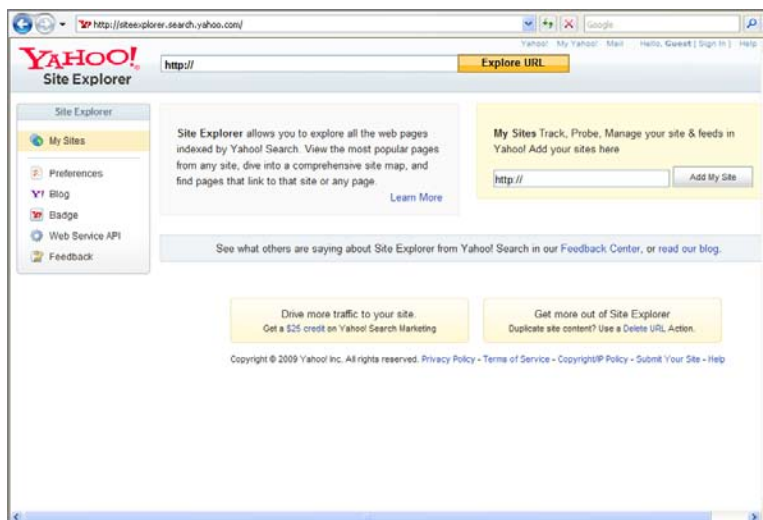 http://siteexplorer.search.yahoo.com/
Google
Yahoo! My Yahoo! Mail Hello, Guest [ Sign In ] Help
YAHOO!
Site Explorer
http://
Explore URL
Site Explorer
My Sites
Preferences
Blog
Badge
Web Service API
Feedback
Site Explorer allows you to explore all the web pages
indexed by Yahoo! Search. View the most popular pages
from any site, dive into a comprehensive site map, and
find pages that link to that site or any page.
Learn More
My Sites Track, Probe, Manage your site & feeds in
Yahoo! Add your sites here
http://
Add My Site
See what others are saying about Site Explorer from Yahoo! Search in our Feedback Center, or read our blog.
Drive more traffic to your site.
Get a $25 credit on Yahoo! Search Marketing
Get more out of Site Explorer
Duplicate site content? Use a Delete URL Action.
Copyright © 2009 Yahoo! Inc. All rights reserved. Privacy Policy - Terms of Service - Copyright/IP Policy - Submit Your Site - Help